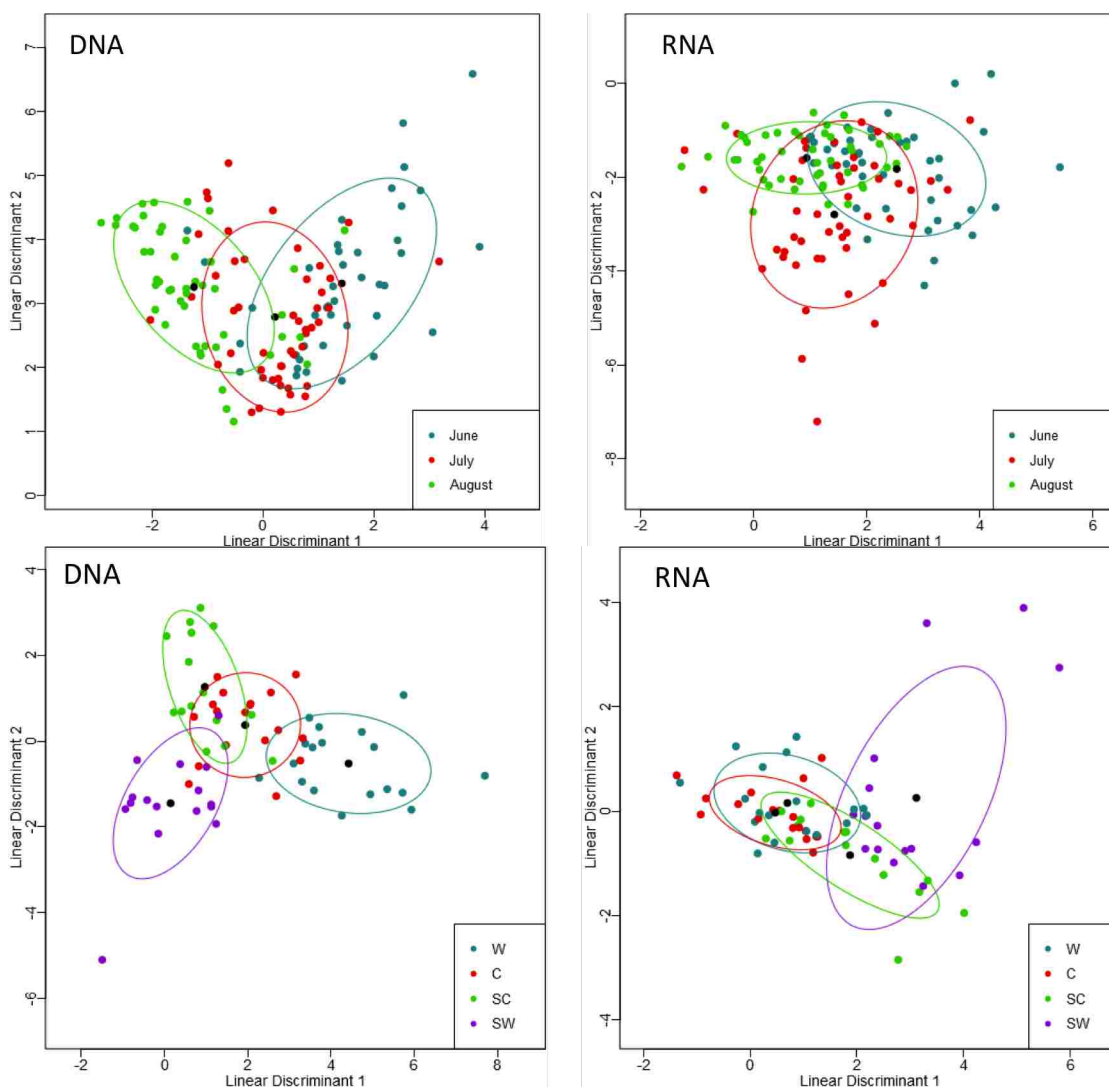 DNA
7
6
5
4
3
2
1
0
Linear Discriminant 2
-2 0 2 4
Linear Discriminant 1
June
July
August
RNA
0
-2
-4
-6
-8
Linear Discriminant 2
0 2 4 6
Linear Discriminant 1
June
July
August
DNA
4
2
0
-2
-4
-6
Linear Discriminant 2
-2 0 2 4 6 8
Linear Discriminant 1
W
C
SC
SW
RNA
4
2
0
-2
-4
Linear Discriminant 2
-2 0 2 4 6
Linear Discriminant 1
W
C
SC
SW